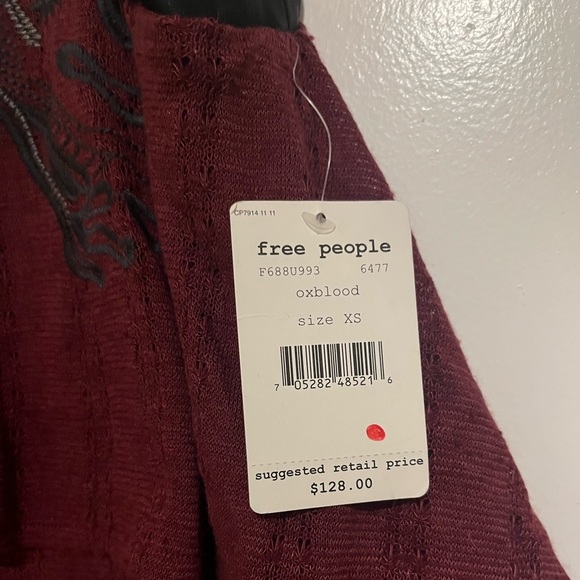 CP7914 11 11
free people
F688U993 6477
oxblood
size XS
7 05282 48521 6
suggested retail price
$128.00